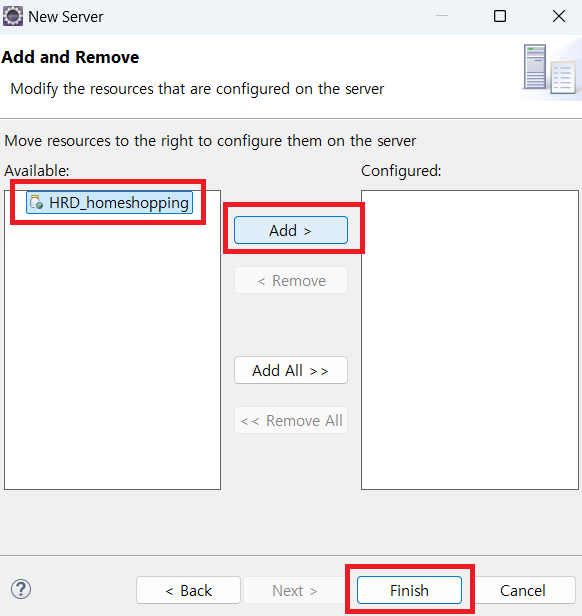 New Server
Add and Remove
Modify the resources that are configured on the server
Move resources to the right to configure them on the server
Available:
Configured:
HRD_homeshopping
Add >
< Remove
Add All >>
<< Remove All
?
< Back
Next >
Finish
Cancel